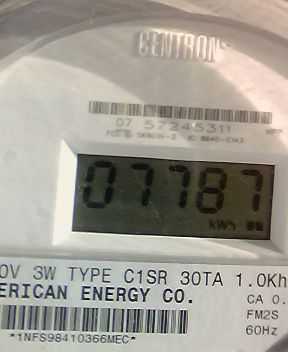 CENTRON®
07 57245311
07787
kWh
0V 3W TYPE C1SR 30TA 1.0Kh
ERICAN ENERGY CO.
CA 0.
FM2S
60Hz
*1NFS98410366MEC*